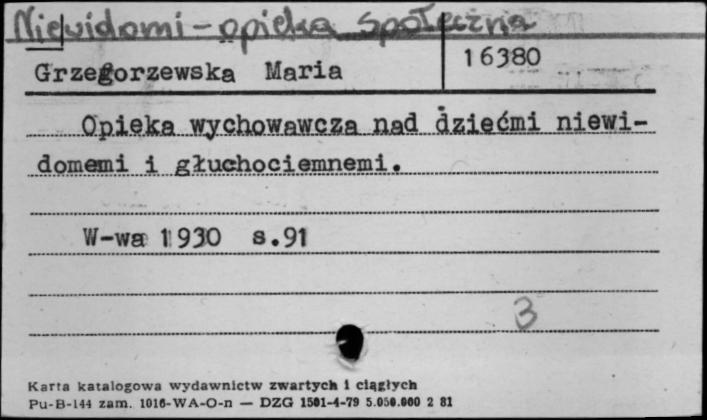 Niewidomi - opieka społeczna
Grzegorzewska Maria
16380
Opieka wychowawcza nad dziećmi niewi-
domemi i głuchociemnemi.
W-wa 1930 s.91
3
Karta katalogowa wydawnictw zwartych i ciągłych
Pu-B-144 zam. 1016-WA-O-n — DZG 1501-4-79 5.050.000 2 81